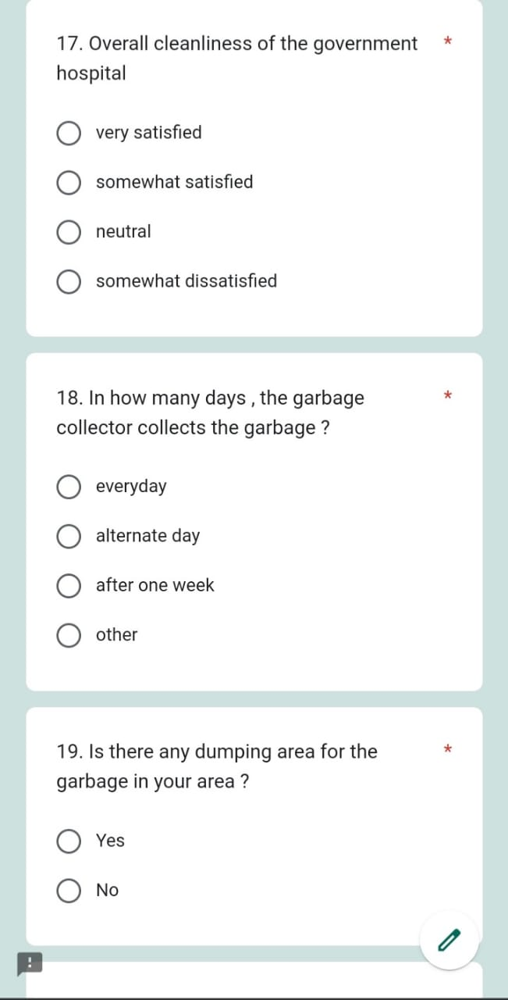 17. Overall cleanliness of the government *
hospital
very satisfied
somewhat satisfied
neutral
somewhat dissatisfied
18. In how many days , the garbage *
collector collects the garbage ?
everyday
alternate day
after one week
other
19. Is there any dumping area for the *
garbage in your area ?
Yes
No